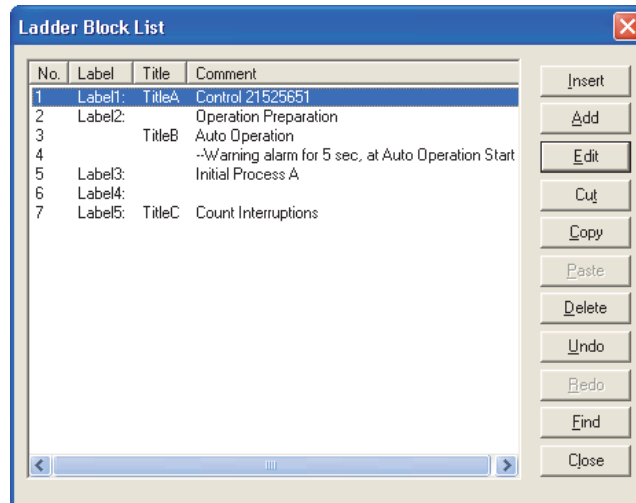 Ladder Block List
No. Label Title Comment
1 Label1: TitleA Control 21525651
2 Label2: Operation Preparation
3 TitleB Auto Operation
4 --Warning alarm for 5 sec, at Auto Operation Start
5 Label3: Initial Process A
6 Label4:
7 Label5: TitleC Count Interruptions
Insert
Add
Edit
Cut
Copy
Paste
Delete
Undo
Redo
Find
Close